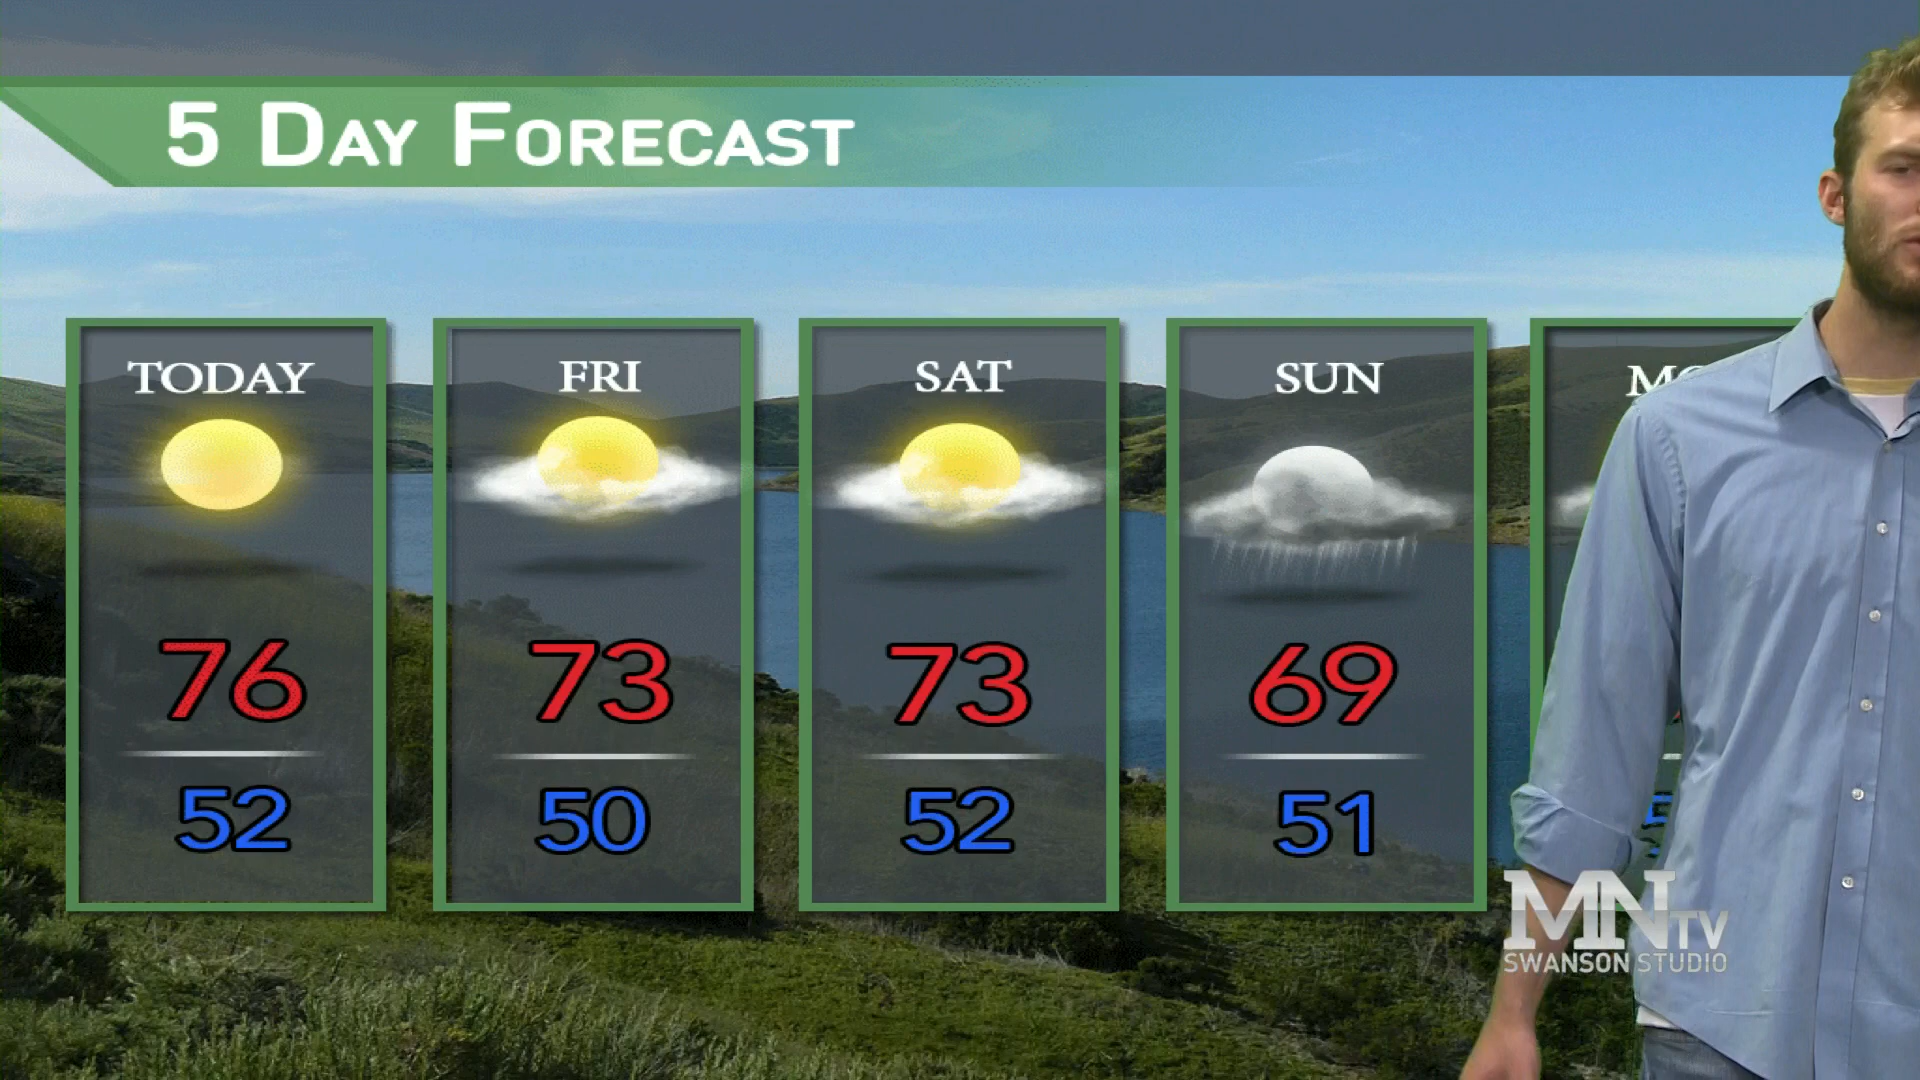 5 DAY FORECAST
TODAY
76
52
FRI
73
50
SAT
73
52
SUN
69
51
MNTV
SWANSON STUDIO